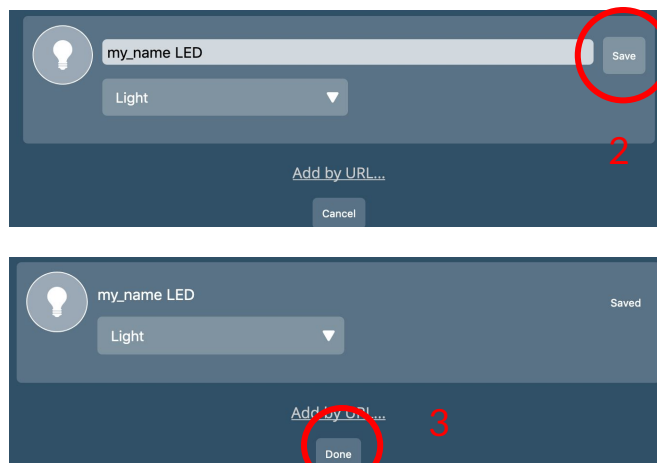 my_name LED
Save
Light
2
Add by URL...
Cancel
my_name LED
Saved
Light
Add by URL...
3
Done